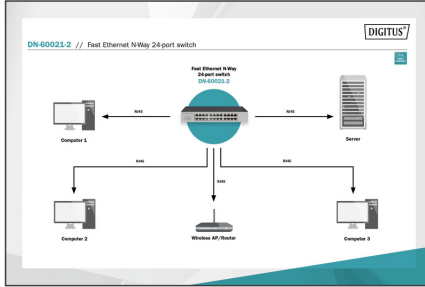 DIGITUS®
DN-60021-2 // Fast Ethernet N-Way 24-port switch
Fast Ethernet N-Way
24-port switch
DN-60021-2
RJ45
RJ45
Computer 1
Server
RJ45
RJ45
RJ45
Computer 2
Wireless AP/Router
Computer 3